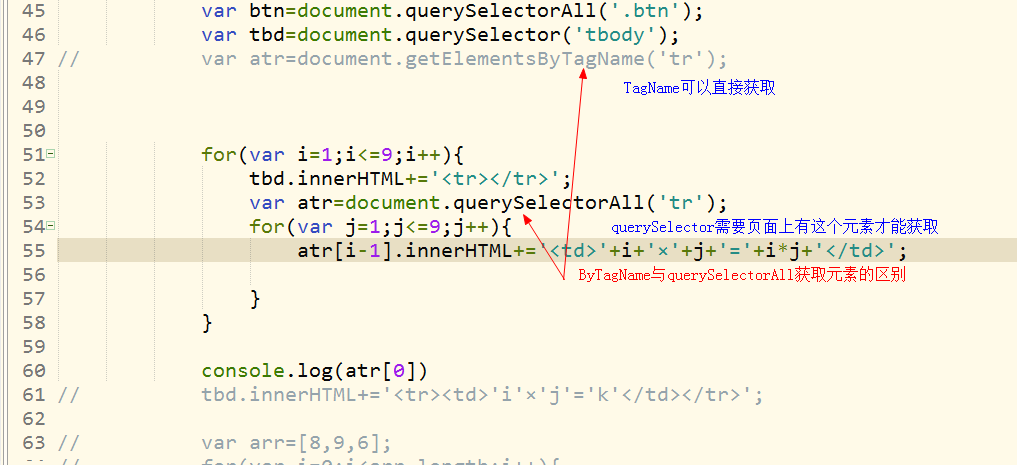 45 var btn=document.querySelectorAll('.btn');
46 var tbd=document.querySelector('tbody');
47 // var atr=document.getElementsByTagName('tr');
48 TagName可以直接获取
49
50
51 for(var i=1;i<=9;i++){
52 tbd.innerHTML+='<tr></tr>';
53 var atr=document.querySelectorAll('tr');
54 for(var j=1;j<=9;j++){ querySelector需要页面上有这个元素才能获取
55 atr[i-1].innerHTML+='<td>'+i+'×'+j+'='+i*j+'</td>';
56 ByTagName与querySelectorAll获取元素的区别
57 }
58 }
59
60 console.log(atr[0])
61 // tbd.innerHTML+='<tr><td>'i'×'j'='k'</td></tr>';
62
63 // var arr=[8,9,6];